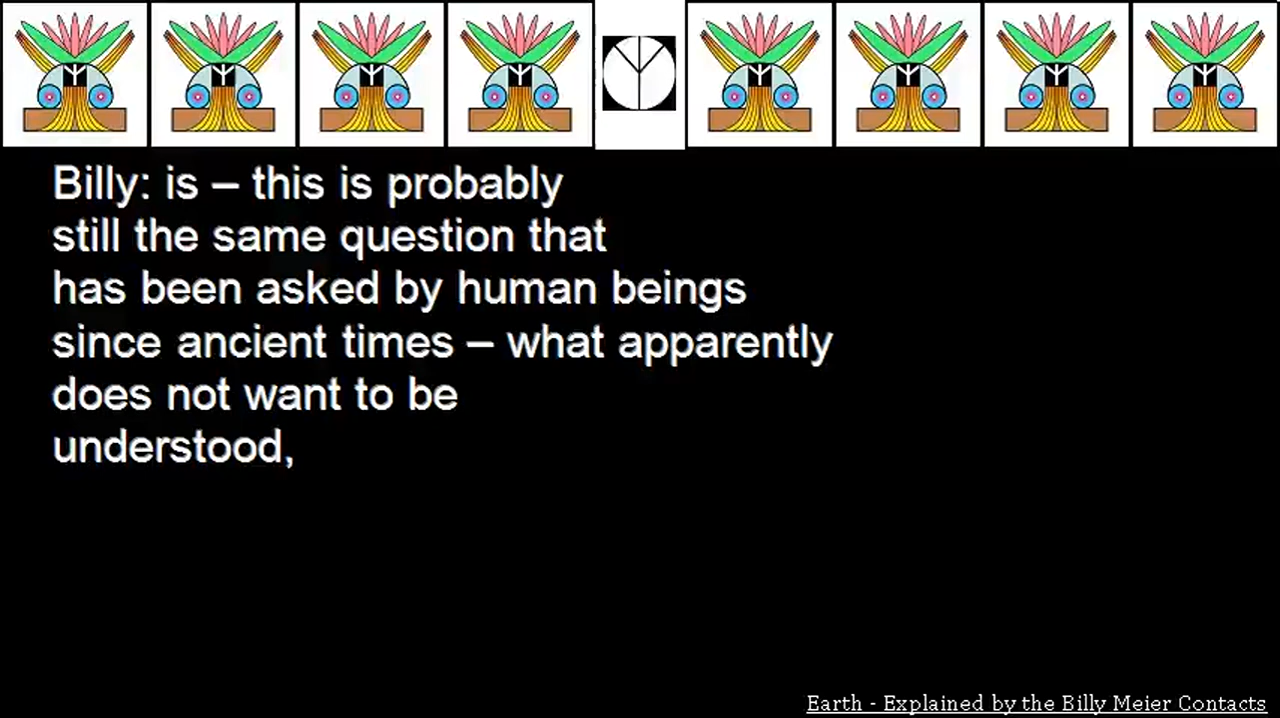 Billy: is – this is probably
still the same question that
has been asked by human beings
since ancient times – what apparently
does not want to be
understood,
Earth - Explained by the Billy Meier Contacts